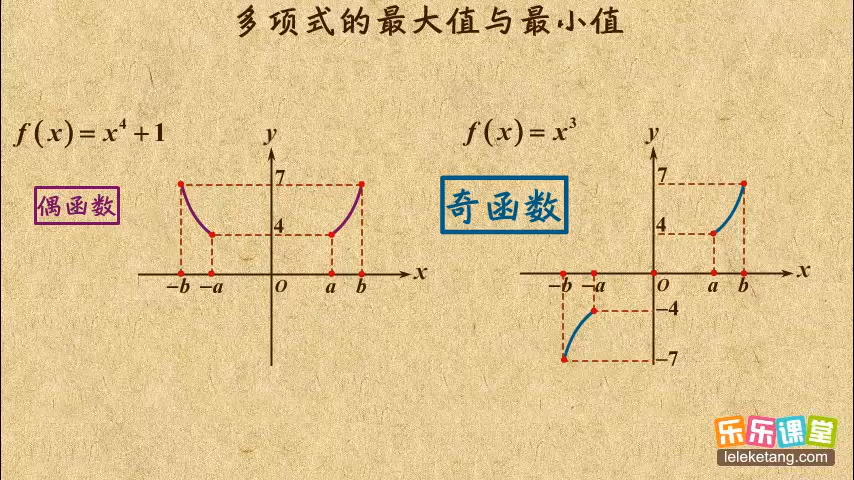 多项式的最大值与最小值
f(x)=x⁴+1
偶函数
y
7
4
-b -a O a b x
f(x)=x³
奇函数
y
7
4
-b -a O a b x
-4
-7
乐乐课堂
leleketang.com